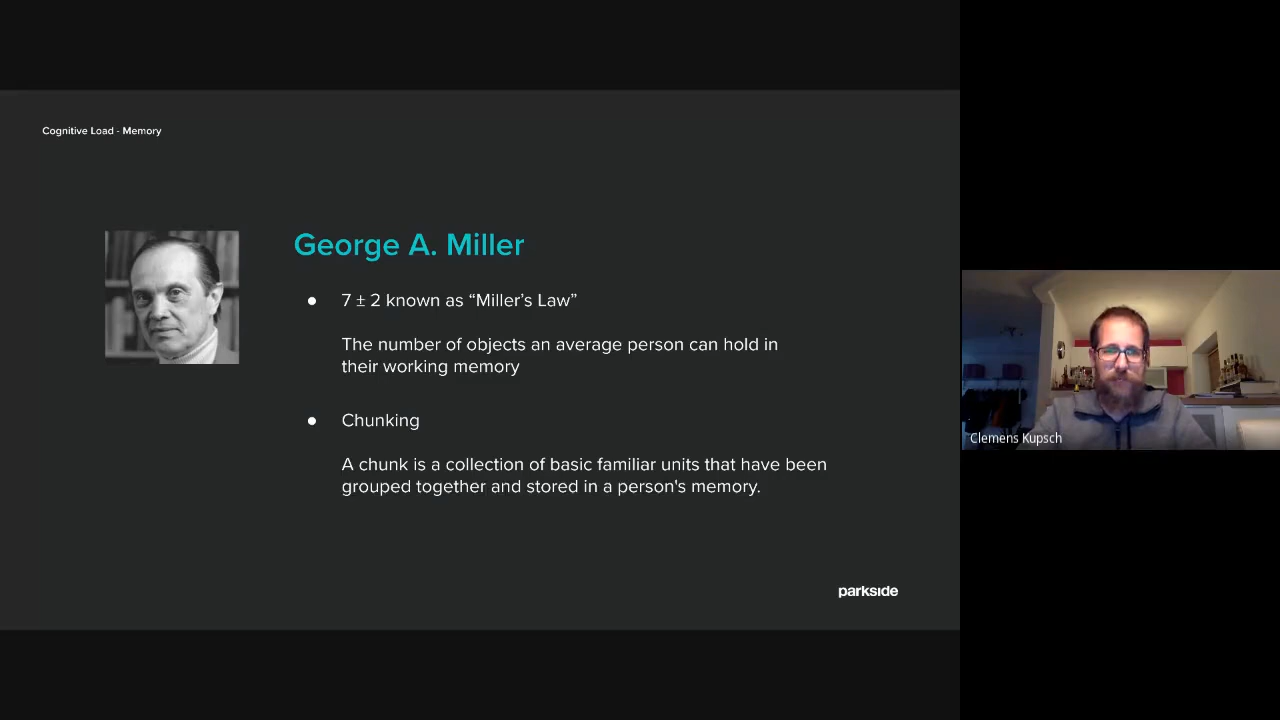 Cognitive Load - Memory
George A. Miller
● 7 ± 2 known as “Miller’s Law”
The number of objects an average person can hold in
their working memory
● Chunking
A chunk is a collection of basic familiar units that have been
grouped together and stored in a person's memory.
parkside
Clemens Kupsch